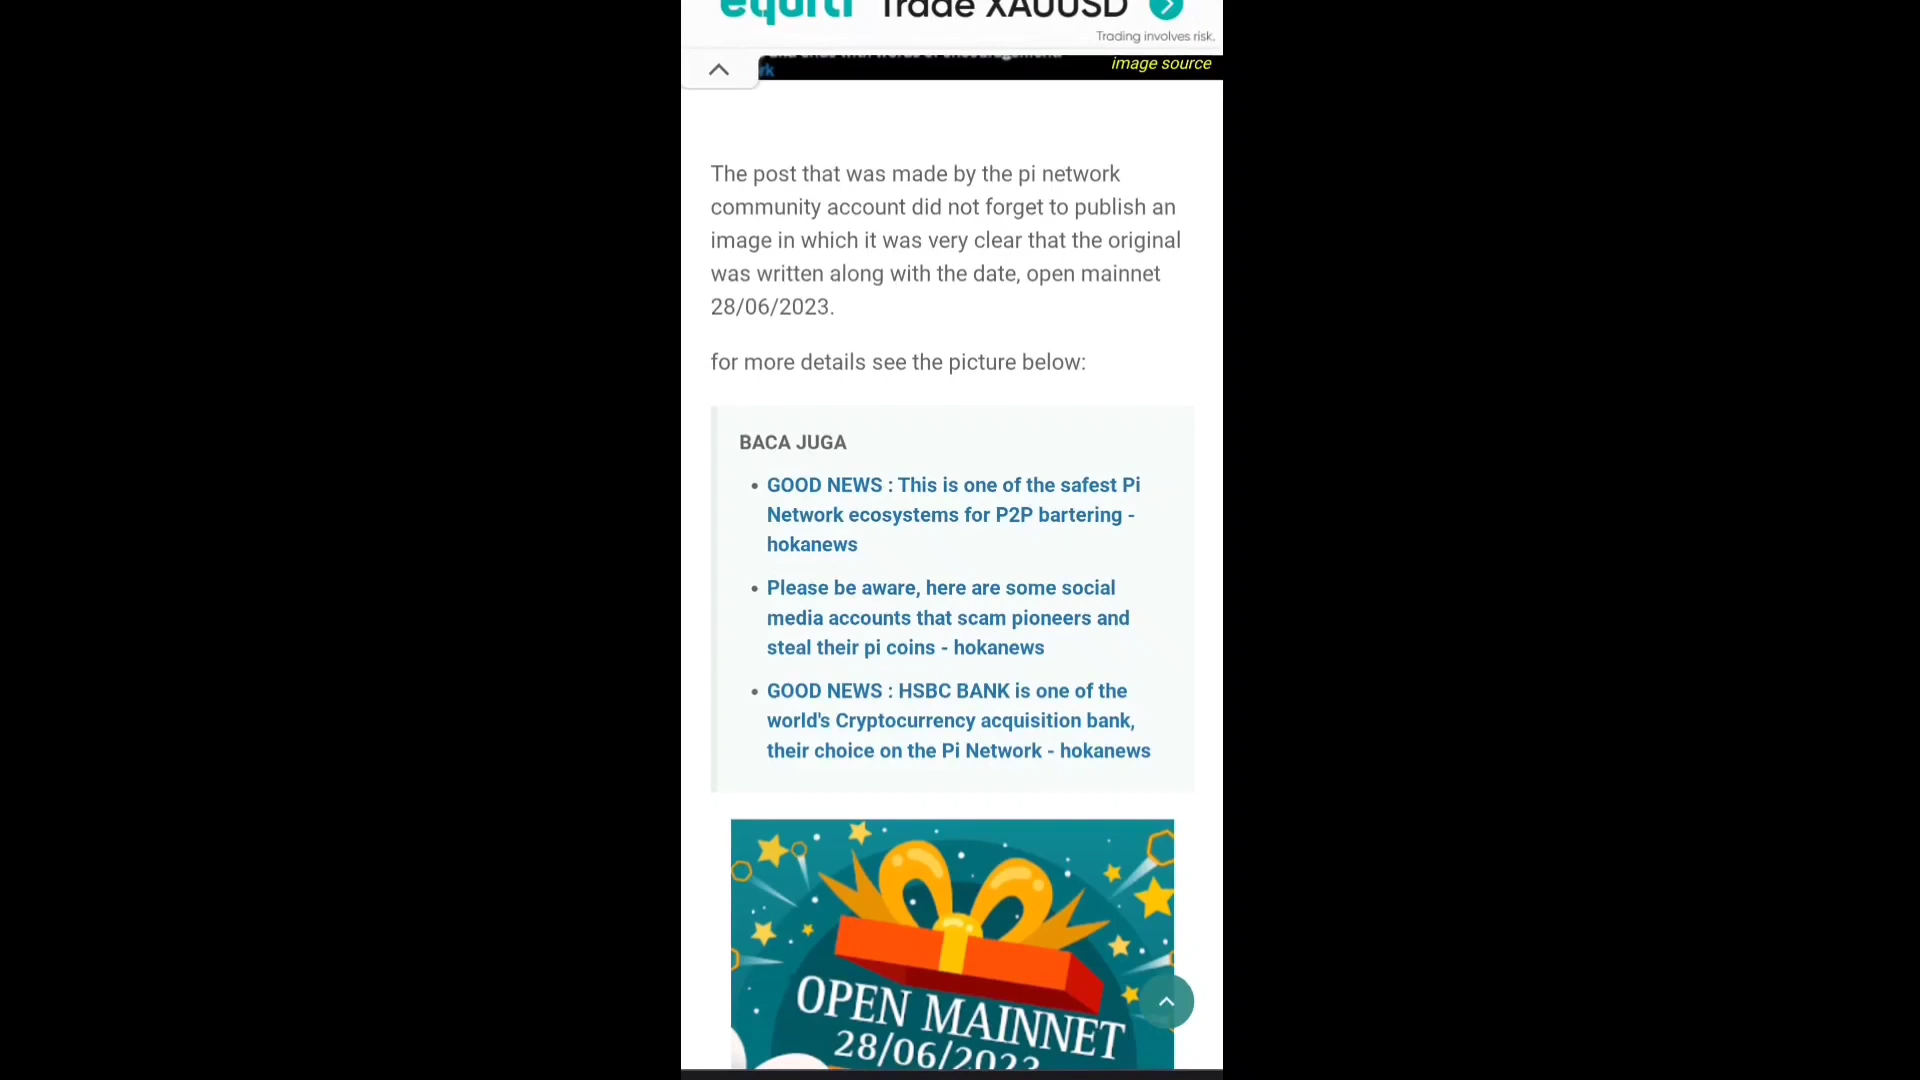 equiti Trade XAUUSD
Trading involves risk.
image source
rk
The post that was made by the pi network
community account did not forget to publish an
image in which it was very clear that the original
was written along with the date, open mainnet
28/06/2023.
for more details see the picture below:
BACA JUGA
• GOOD NEWS : This is one of the safest Pi
Network ecosystems for P2P bartering -
hokanews
• Please be aware, here are some social
media accounts that scam pioneers and
steal their pi coins - hokanews
• GOOD NEWS : HSBC BANK is one of the
world's Cryptocurrency acquisition bank,
their choice on the Pi Network - hokanews
OPEN MAINNET
28/06/2023